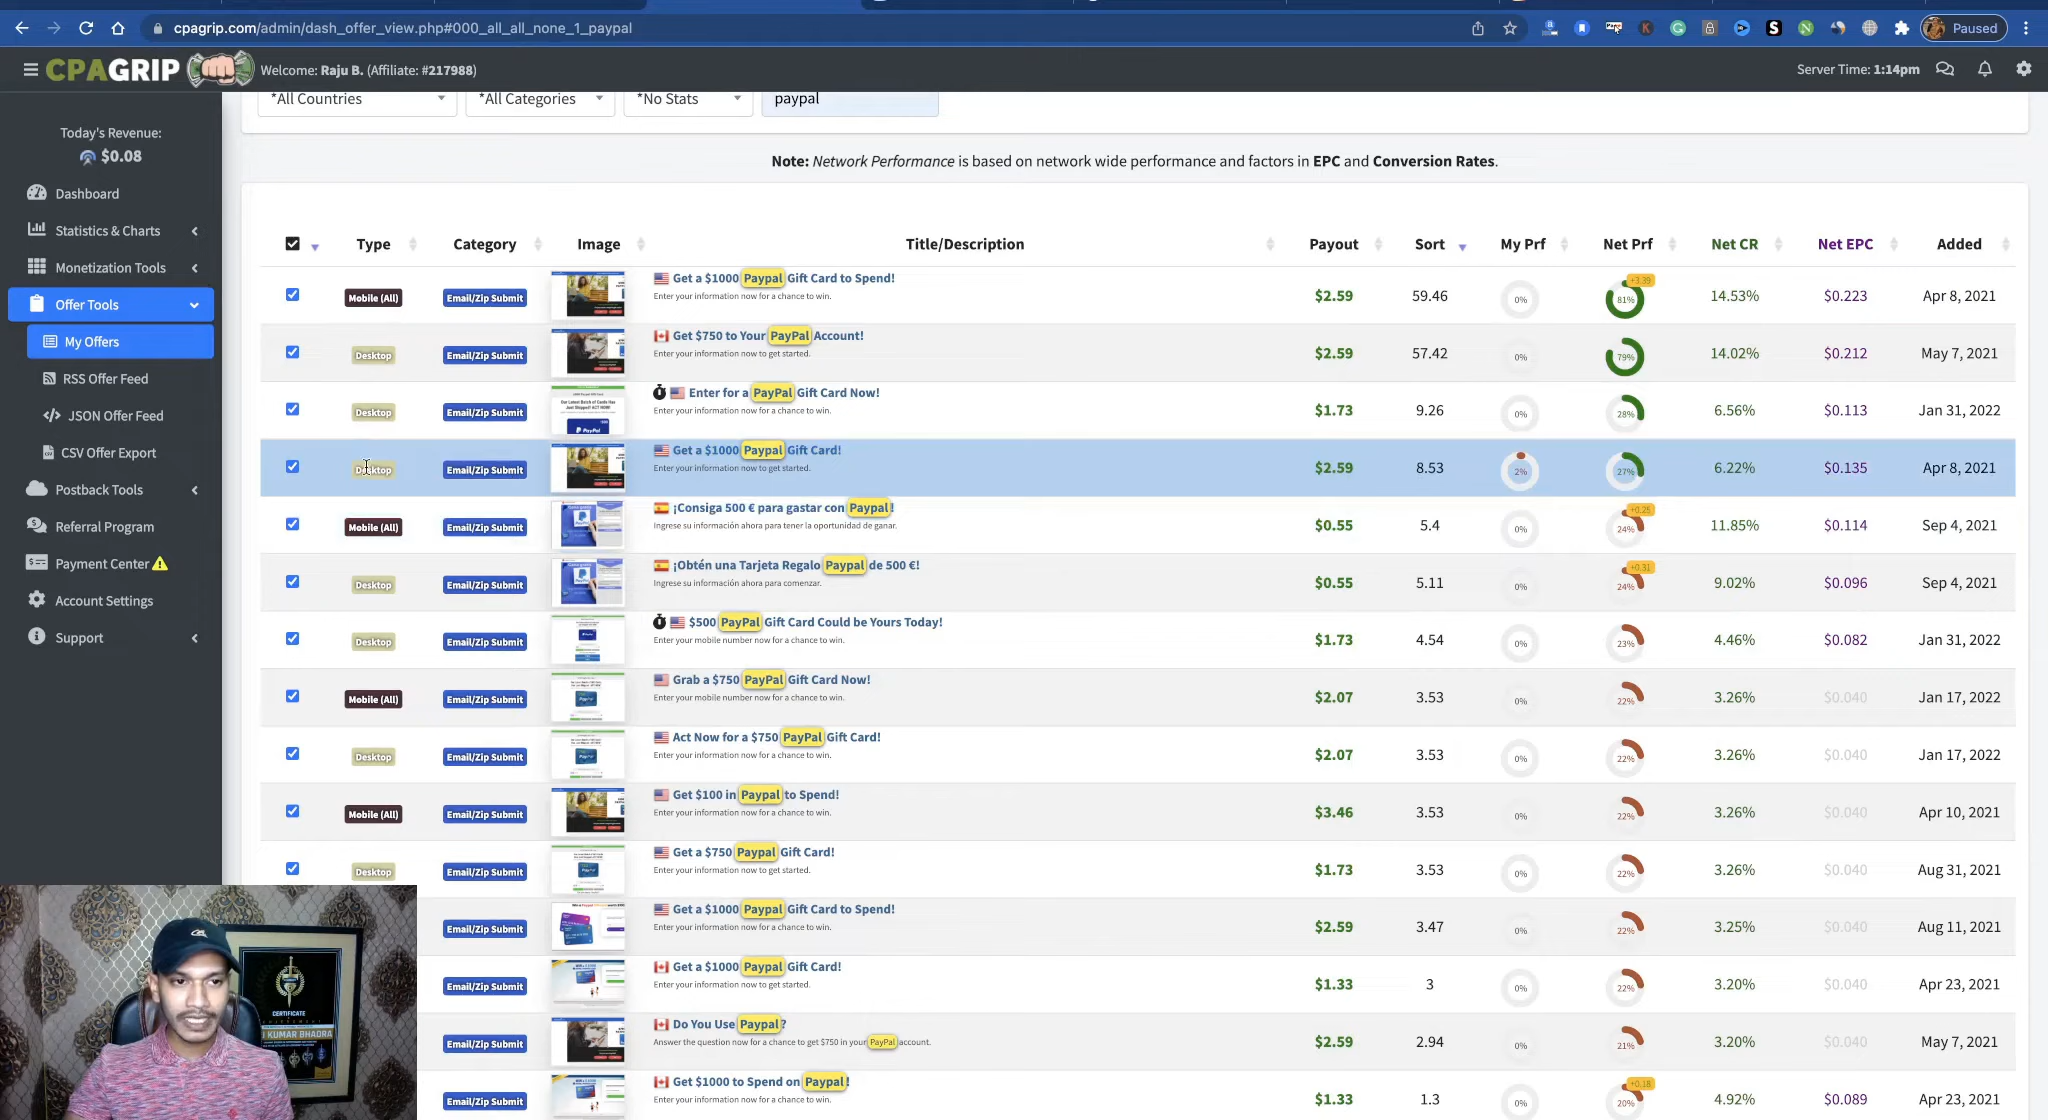 cpagrip.com/admin/dash_offer_view.php#000_all_all_none_1_paypal
Paused
CPAGRIP
Welcome: Raju B. (Affiliate: #217988)
Server Time: 1:14pm
*All Countries *All Categories *No Stats paypal
Today's Revenue:
$0.08
Dashboard
Statistics & Charts
Monetization Tools
Offer Tools
My Offers
RSS Offer Feed
JSON Offer Feed
CSV Offer Export
Postback Tools
Referral Program
Payment Center
Account Settings
Support
Note: Network Performance is based on network wide performance and factors in EPC and Conversion Rates.
Type Category Image Title/Description Payout Sort My Prf Net Prf Net CR Net EPC Added
Mobile (All) Email/Zip Submit Get a $1000 Paypal Gift Card to Spend! $2.59 59.46 0% 81% +3.39 14.53% $0.223 Apr 8, 2021
Enter your information now for a chance to win.
Desktop Email/Zip Submit Get $750 to Your PayPal Account! $2.59 57.42 0% 79% 14.02% $0.212 May 7, 2021
Enter your information now to get started.
Desktop Email/Zip Submit Enter for a PayPal Gift Card Now! $1.73 9.26 0% 28% 6.56% $0.113 Jan 31, 2022
Enter your information now for a chance to win.
Desktop Email/Zip Submit Get a $1000 Paypal Gift Card! $2.59 8.53 2% 27% 6.22% $0.135 Apr 8, 2021
Enter your information now to get started.
Mobile (All) Email/Zip Submit ¡Consiga 500 € para gastar con Paypal! $0.55 5.4 0% 24% +0.25 11.85% $0.114 Sep 4, 2021
Ingrese su información ahora para tener la oportunidad de ganar.
Desktop Email/Zip Submit ¡Obtén una Tarjeta Regalo Paypal de 500 €! $0.55 5.11 0% 24% +0.31 9.02% $0.096 Sep 4, 2021
Ingrese su información ahora para comenzar.
Desktop Email/Zip Submit $500 PayPal Gift Card Could be Yours Today! $1.73 4.54 0% 23% 4.46% $0.082 Jan 31, 2022
Enter your mobile number now for a chance to win.
Mobile (All) Email/Zip Submit Grab a $750 PayPal Gift Card Now! $2.07 3.53 0% 22% 3.26% $0.040 Jan 17, 2022
Enter your mobile number now for a chance to win.
Desktop Email/Zip Submit Act Now for a $750 PayPal Gift Card! $2.07 3.53 0% 22% 3.26% $0.040 Jan 17, 2022
Enter your information now for a chance to win.
Mobile (All) Email/Zip Submit Get $100 in Paypal to Spend! $3.46 3.53 0% 22% 3.26% $0.040 Apr 10, 2021
Enter your information now for a chance to win.
Desktop Email/Zip Submit Get a $750 Paypal Gift Card! $1.73 3.53 0% 22% 3.26% $0.040 Aug 31, 2021
Enter your information now to get started.
Email/Zip Submit Get a $1000 Paypal Gift Card to Spend! $2.59 3.47 0% 22% 3.25% $0.040 Aug 11, 2021
Enter your information now for a chance to win.
Email/Zip Submit Get a $1000 Paypal Gift Card! $1.33 3 0% 22% 3.20% $0.040 Apr 23, 2021
Enter your information now to get started.
Email/Zip Submit Do You Use Paypal? $2.59 2.94 0% 21% 3.20% $0.040 May 7, 2021
Answer the question now for a chance to get $750 in your PayPal account.
Email/Zip Submit Get $1000 to Spend on Paypal! $1.33 1.3 0% 20% +0.18 4.92% $0.089 Apr 23, 2021
Enter your information now for a chance to win.
CERTIFICATE
KUMAR BHADRA